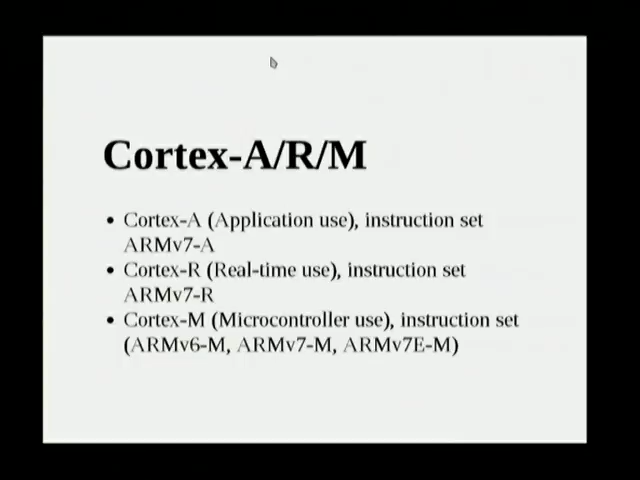 Cortex-A/R/M
• Cortex-A (Application use), instruction set
ARMv7-A
• Cortex-R (Real-time use), instruction set
ARMv7-R
• Cortex-M (Microcontroller use), instruction set
(ARMv6-M, ARMv7-M, ARMv7E-M)